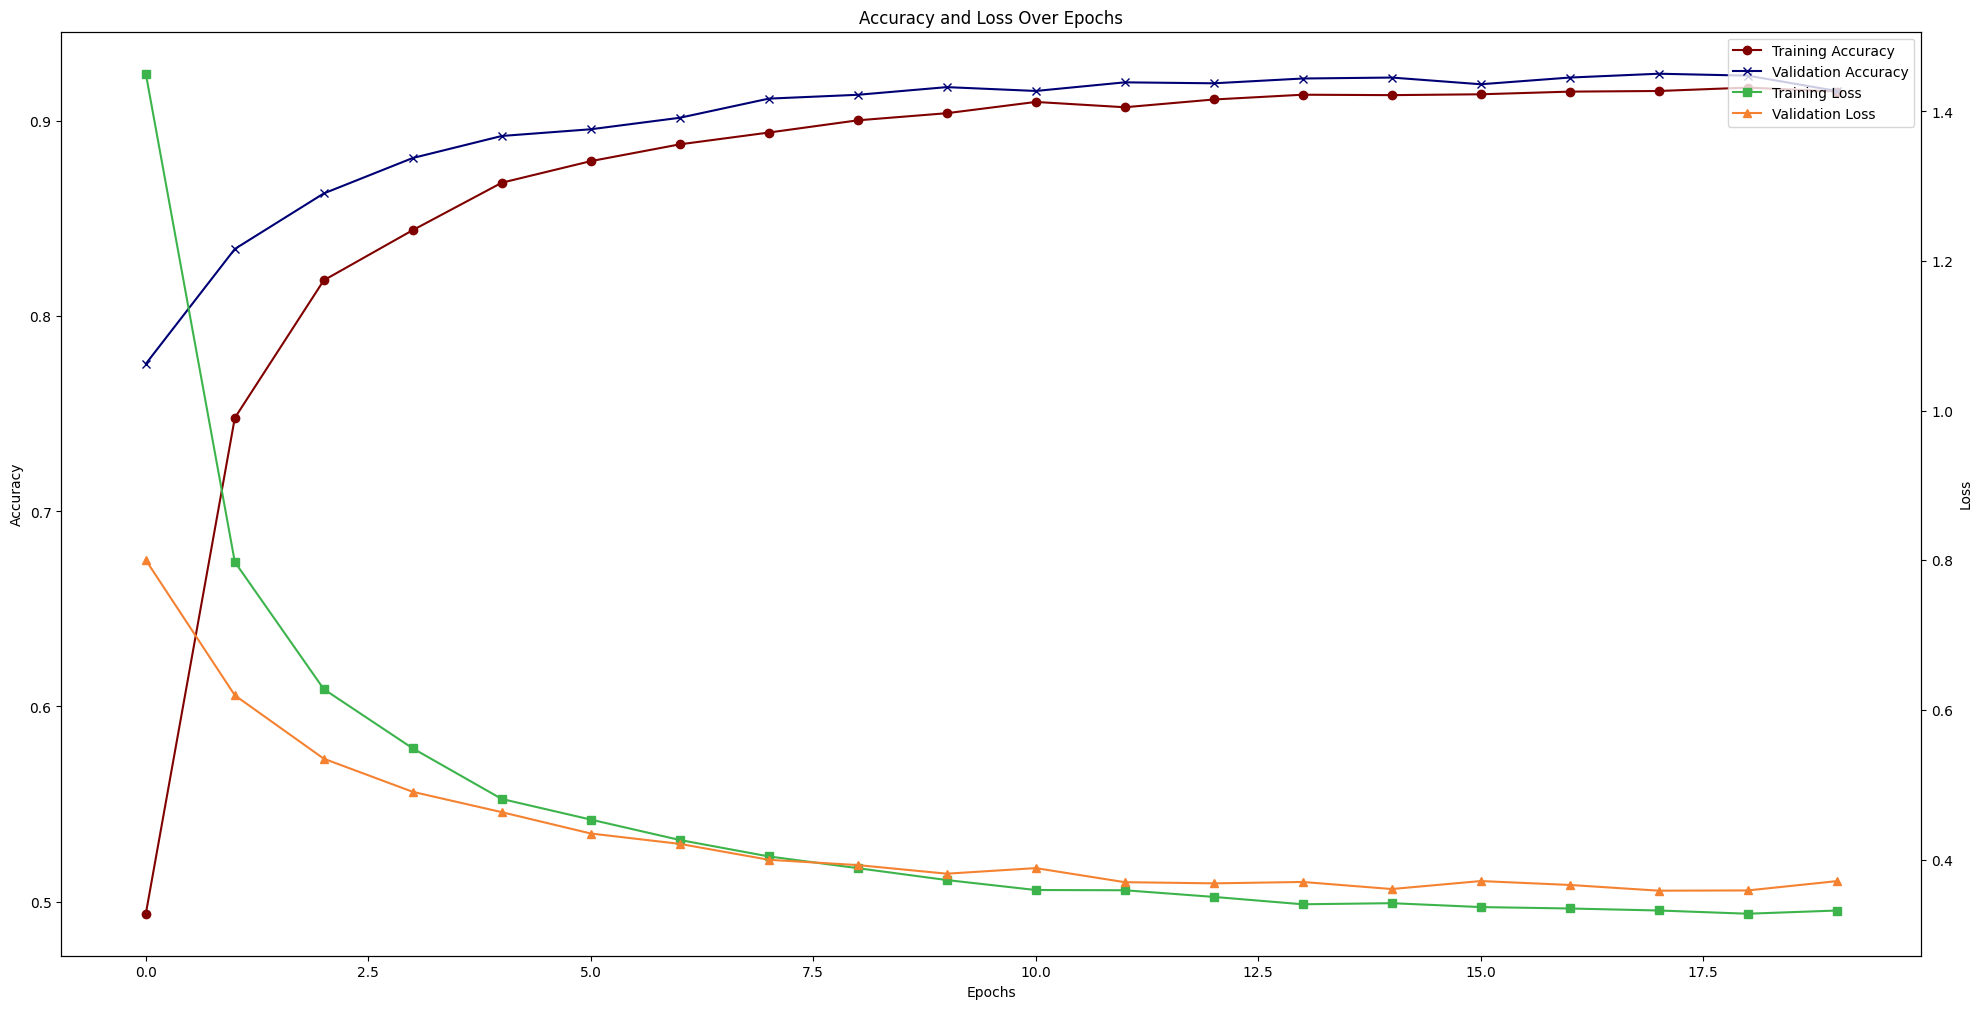 Accuracy and Loss Over Epochs
Training Accuracy
Validation Accuracy
Training Loss
Validation Loss
0.9
0.8
0.7
0.6
0.5
Accuracy
1.4
1.2
1.0
0.8
0.6
0.4
Loss
0.0 2.5 5.0 7.5 10.0 12.5 15.0 17.5
Epochs